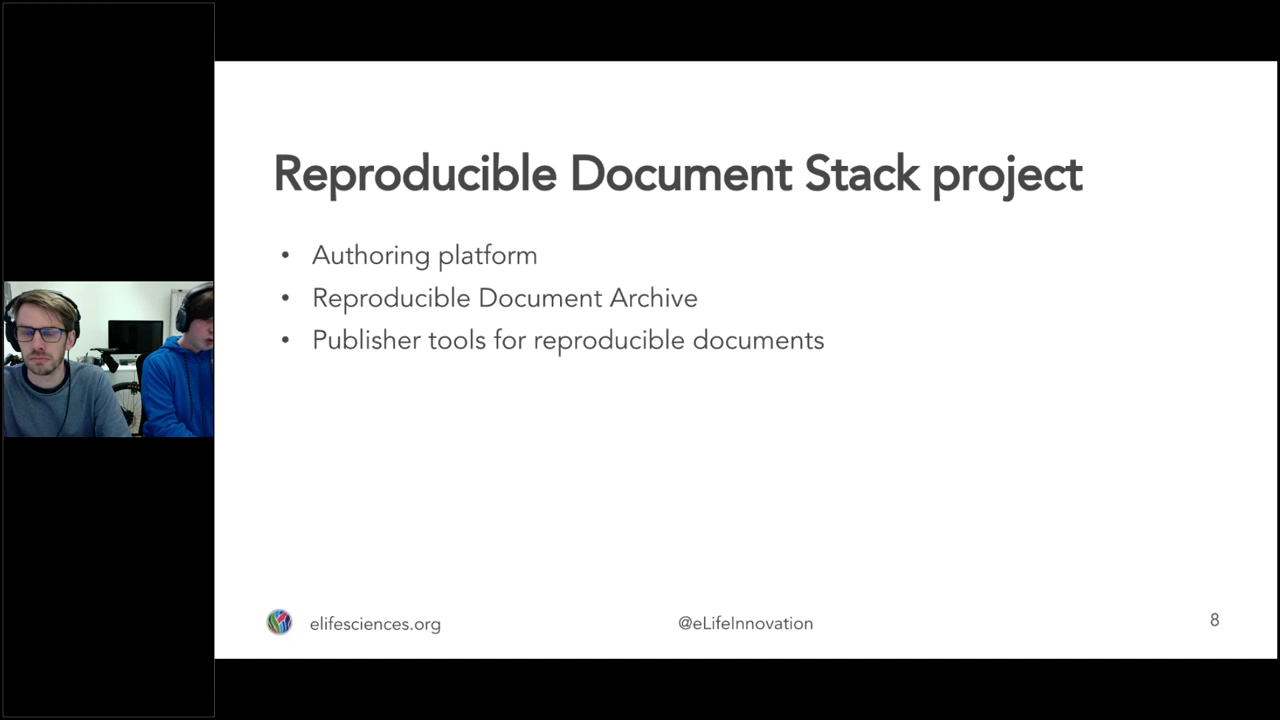 Reproducible Document Stack project
• Authoring platform
• Reproducible Document Archive
• Publisher tools for reproducible documents
elifesciences.org
@eLifeInnovation
8